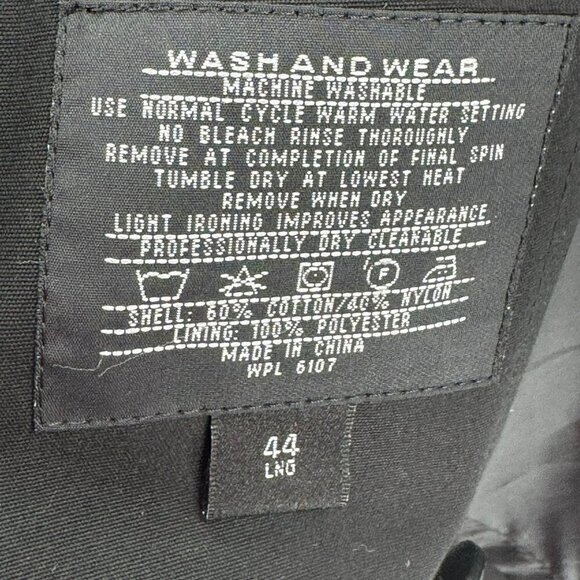 WASH AND WEAR
MACHINE WASHABLE
USE NORMAL CYCLE WARM WATER SETTING
NO BLEACH RINSE THOROUGHLY
REMOVE AT COMPLETION OF FINAL SPIN
TUMBLE DRY AT LOWEST HEAT
REMOVE WHEN DRY
LIGHT IRONING IMPROVES APPEARANCE.
PROFESSIONALLY DRY CLEANABLE
F
SHELL: 60% COTTON/40% NYLON
LINING: 100% POLYESTER
MADE IN CHINA
WPL 6107
44
LNG